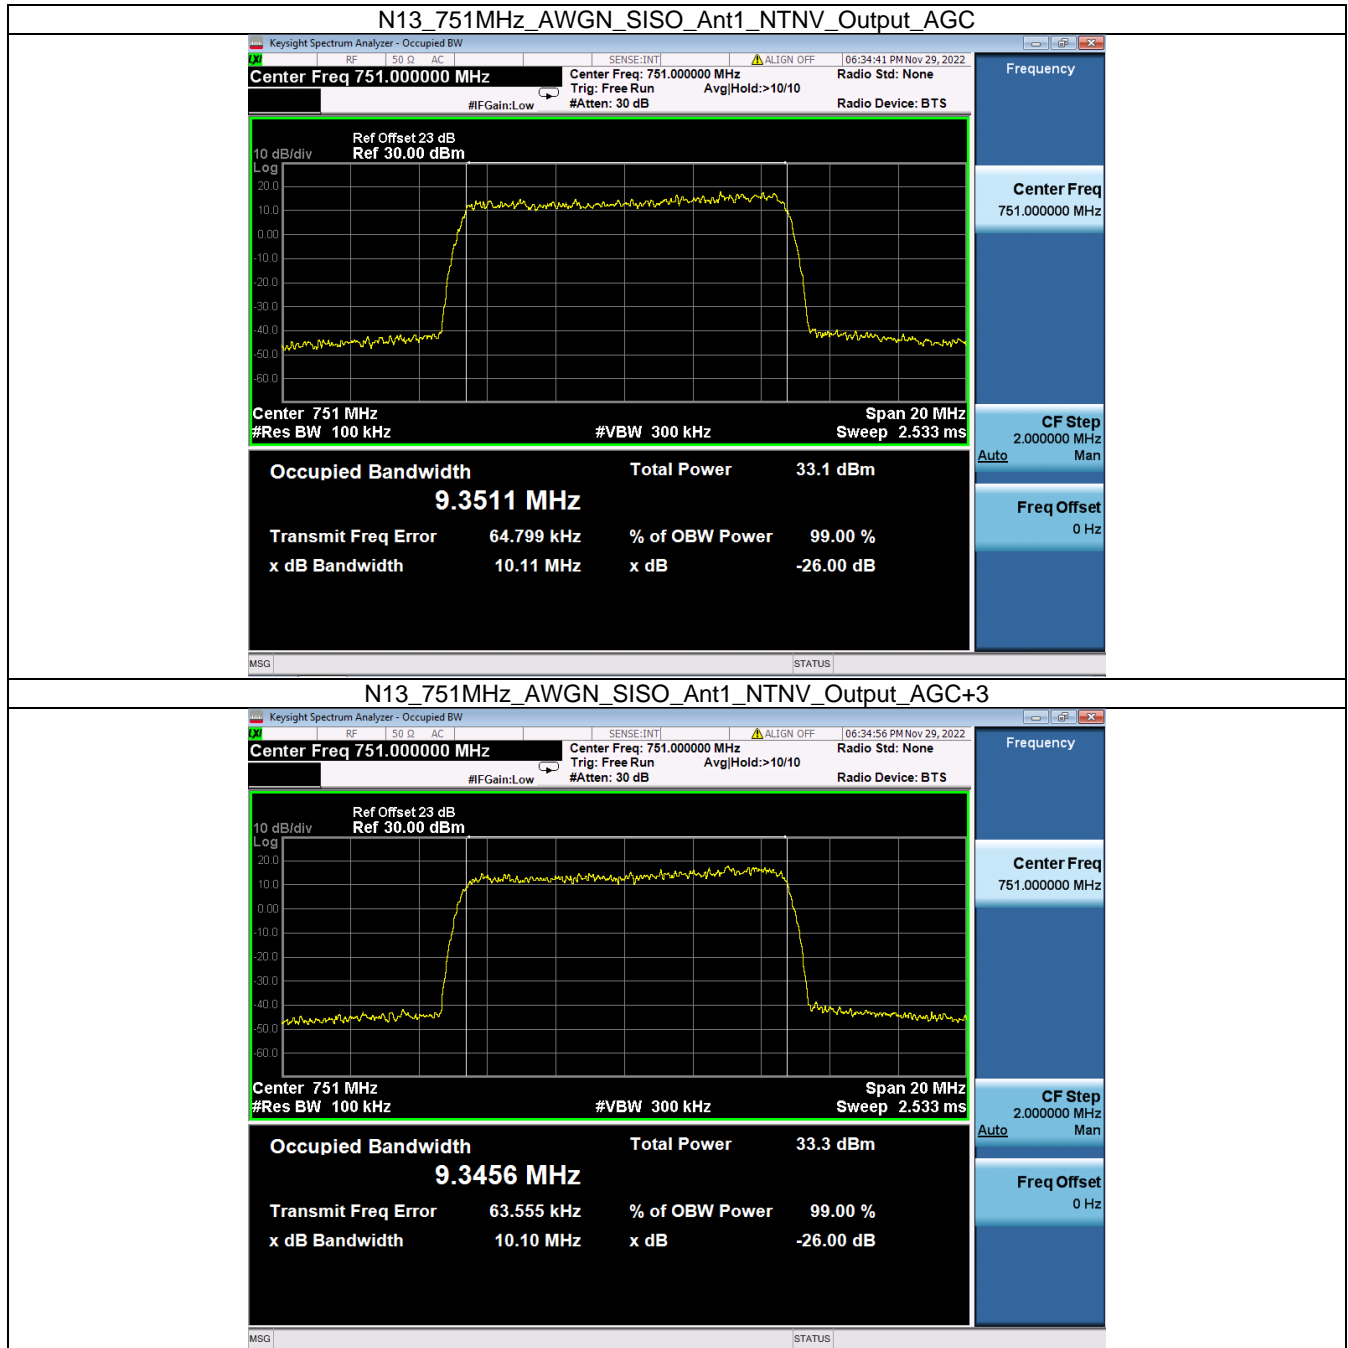 N13_751MHz_AWGN_SISO_Ant1_NTNV_Output_AGC
Keysight Spectrum Analyzer - Occupied BW
LXI RF 50 Ω AC SENSE:INT ALIGN OFF 06:34:41 PM Nov 29, 2022
Center Freq 751.000000 MHz
Center Freq: 751.000000 MHz
Radio Std: None
Trig: Free Run Avg|Hold:>10/10
#IFGain:Low
#Atten: 30 dB
Radio Device: BTS
Frequency
Ref Offset 23 dB
10 dB/div Ref 30.00 dBm
Log
20.0
10.0
0.00
-10.0
-20.0
-30.0
-40.0
-50.0
-60.0
Center 751 MHz Span 20 MHz
#Res BW 100 kHz #VBW 300 kHz Sweep 2.533 ms
Center Freq
751.000000 MHz
CF Step
2.000000 MHz
Auto Man
Freq Offset
0 Hz
Occupied Bandwidth Total Power 33.1 dBm
9.3511 MHz
Transmit Freq Error 64.799 kHz % of OBW Power 99.00 %
x dB Bandwidth 10.11 MHz x dB -26.00 dB
MSG STATUS
N13_751MHz_AWGN_SISO_Ant1_NTNV_Output_AGC+3
Keysight Spectrum Analyzer - Occupied BW
LXI RF 50 Ω AC SENSE:INT ALIGN OFF 06:34:56 PM Nov 29, 2022
Center Freq 751.000000 MHz
Center Freq: 751.000000 MHz
Radio Std: None
Trig: Free Run Avg|Hold:>10/10
#IFGain:Low
#Atten: 30 dB
Radio Device: BTS
Frequency
Ref Offset 23 dB
10 dB/div Ref 30.00 dBm
Log
20.0
10.0
0.00
-10.0
-20.0
-30.0
-40.0
-50.0
-60.0
Center 751 MHz Span 20 MHz
#Res BW 100 kHz #VBW 300 kHz Sweep 2.533 ms
Center Freq
751.000000 MHz
CF Step
2.000000 MHz
Auto Man
Freq Offset
0 Hz
Occupied Bandwidth Total Power 33.3 dBm
9.3456 MHz
Transmit Freq Error 63.555 kHz % of OBW Power 99.00 %
x dB Bandwidth 10.10 MHz x dB -26.00 dB
MSG STATUS